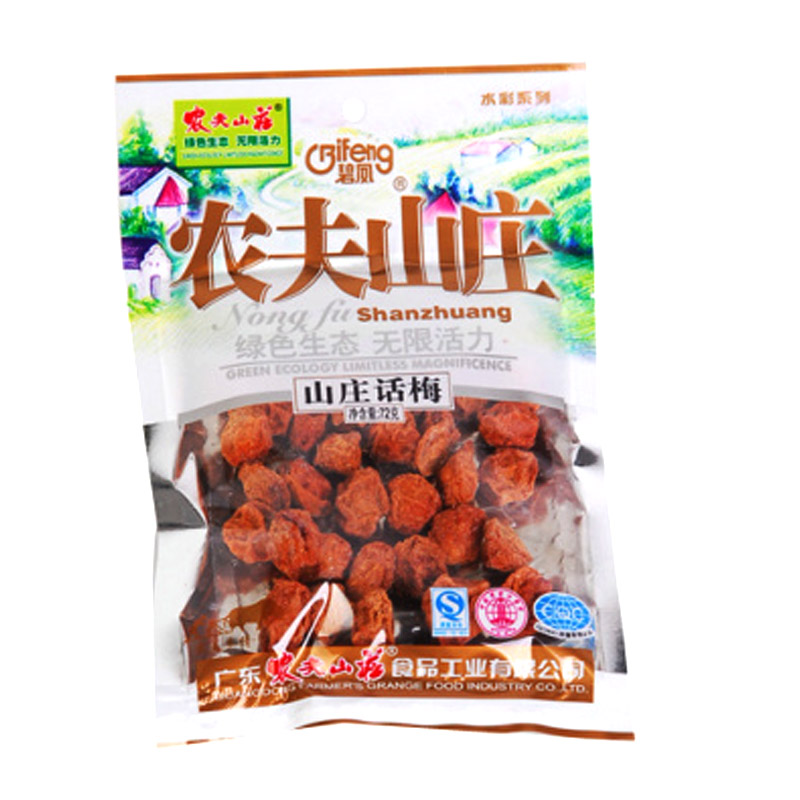 水彩系列
农夫山莊®
绿色生态 无限活力
Bifeng
碧凤
®
农夫山庄
Nong fu Shanzhuang
绿色生态 无限活力
GREEN ECOLOGY LIMITLESS MAGNIFICENCE
山庄话梅
净含量:72克
广东 农夫山莊® 食品工业有限公司
GUANGDONG FARMER'S GRANGE FOOD INDUSTRY CO.,LTD.